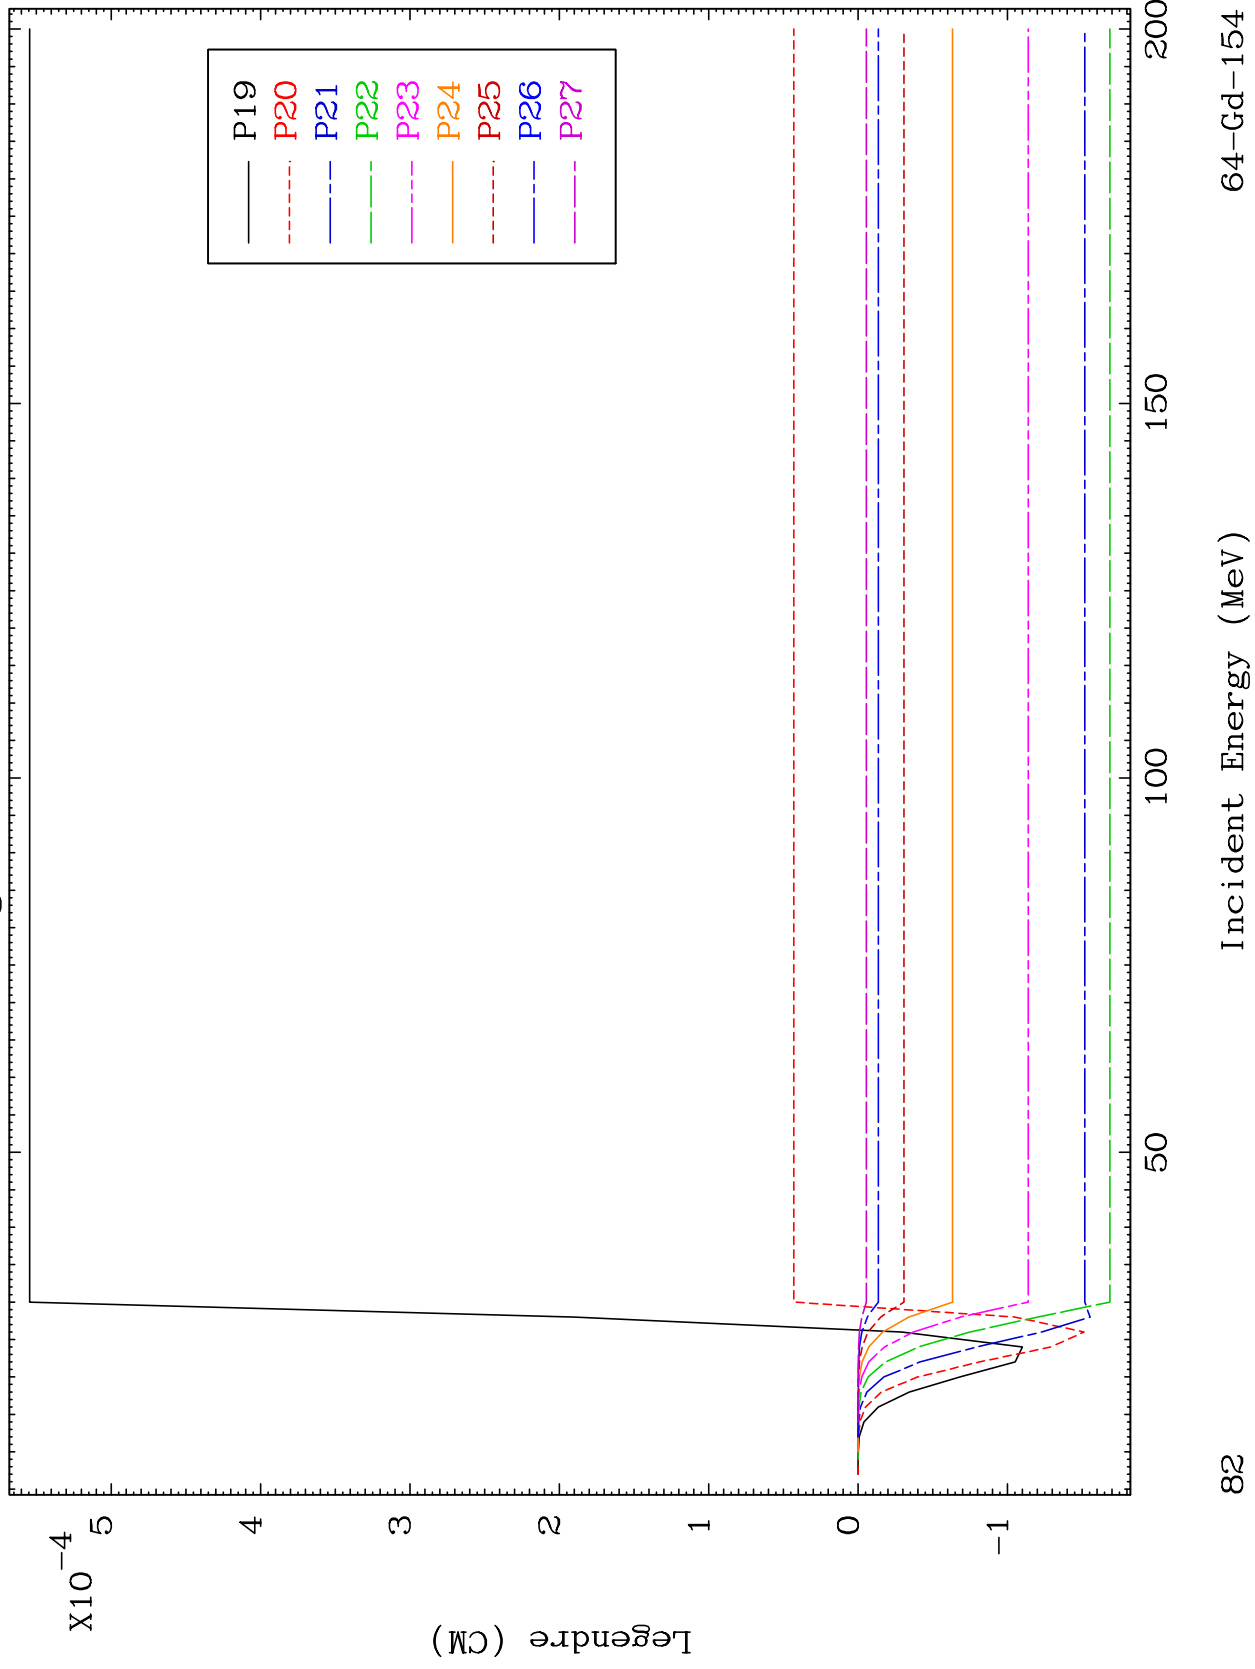 X10-4
5
4
3
2
1
0
-1
Legendre (CM)
P19
P20
P21
P22
P23
P24
P25
P26
P27
50
100
150
200
Incident Energy (MeV)
82
64-Gd-154